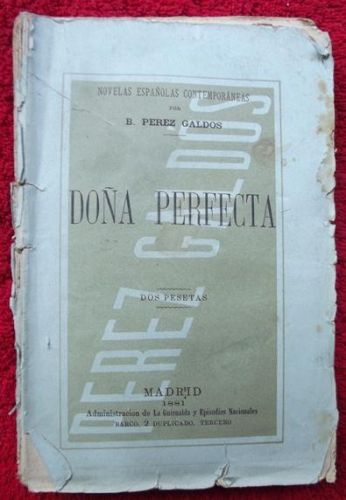 NOVELAS ESPAÑOLAS CONTEMPORÁNEAS
POR
B. PEREZ GALDOS
DOÑA PERFECTA
DOS PESETAS
MADRID
1881
Administracion de La Guirnalda y Episodios Nacionales
BARCO, 2 DUPLICADO, TERCERO
PEREZ GALDÓS